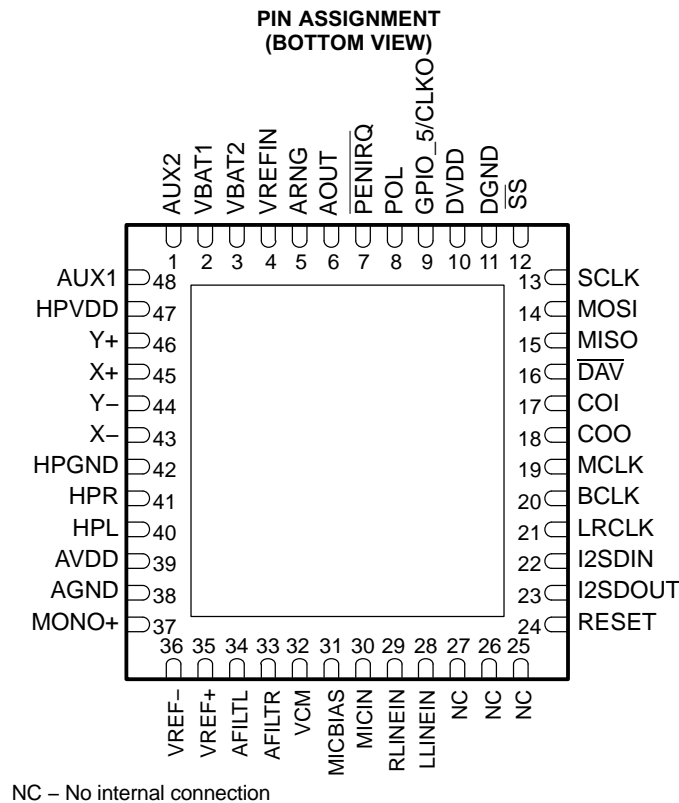 PIN ASSIGNMENT
(BOTTOM VIEW)
AUX2
VBAT1
VBAT2
VREFIN
ARNG
AOUT
PENIRQ
POL
GPIO_5/CLKO
DVDD
DGND
SS
1 2 3 4 5 6 7 8 9 10 11 12
AUX1 48 13 SCLK
HPVDD 47 14 MOSI
Y+ 46 15 MISO
X+ 45 16 DAV
Y− 44 17 COI
X− 43 18 COO
HPGND 42 19 MCLK
HPR 41 20 BCLK
HPL 40 21 LRCLK
AVDD 39 22 I2SDIN
AGND 38 23 I2SDOUT
MONO+ 37 24 RESET
36 35 34 33 32 31 30 29 28 27 26 25
VREF−
VREF+
AFILTL
AFILTR
VCM
MICBIAS
MICIN
RLINEIN
LLINEIN
NC
NC
NC
NC − No internal connection